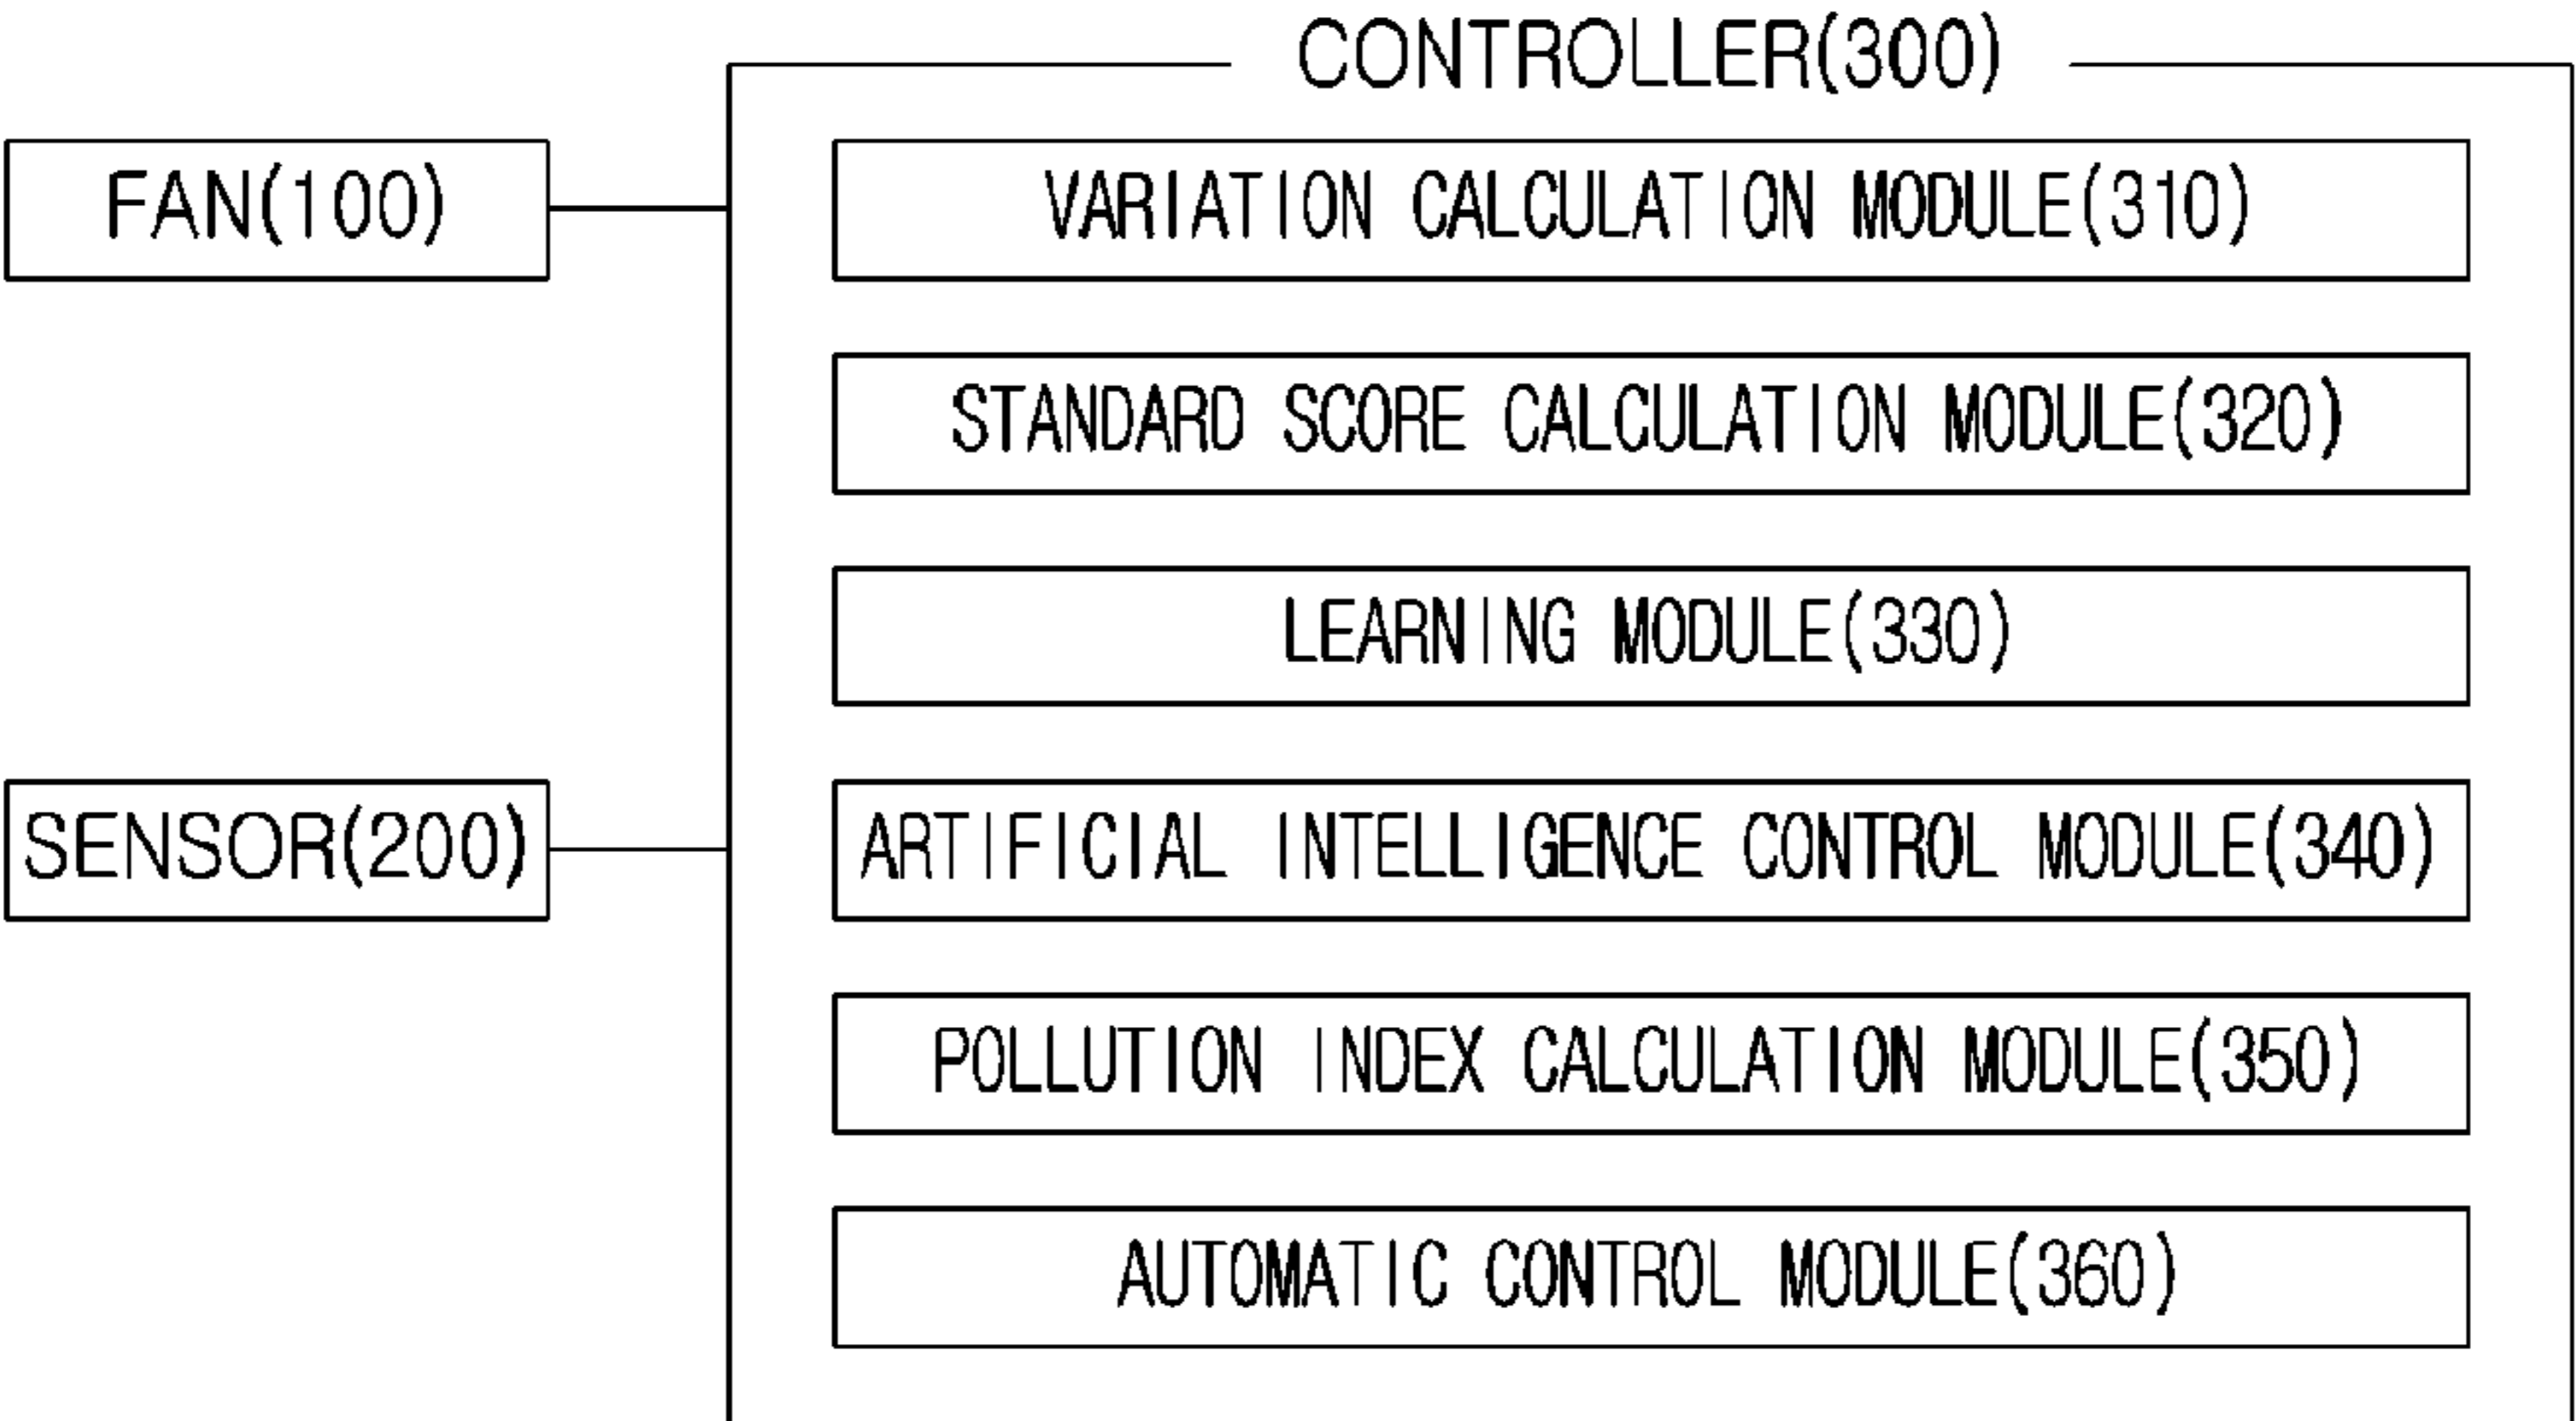 CONTROLLER(300)
FAN(100)
VARIATION CALCULATION MODULE(310)
STANDARD SCORE CALCULATION MODULE(320)
LEARNING MODULE(330)
SENSOR(200)
ARTIFICIAL INTELLIGENCE CONTROL MODULE(340)
POLLUTION INDEX CALCULATION MODULE(350)
AUTOMATIC CONTROL MODULE(360)